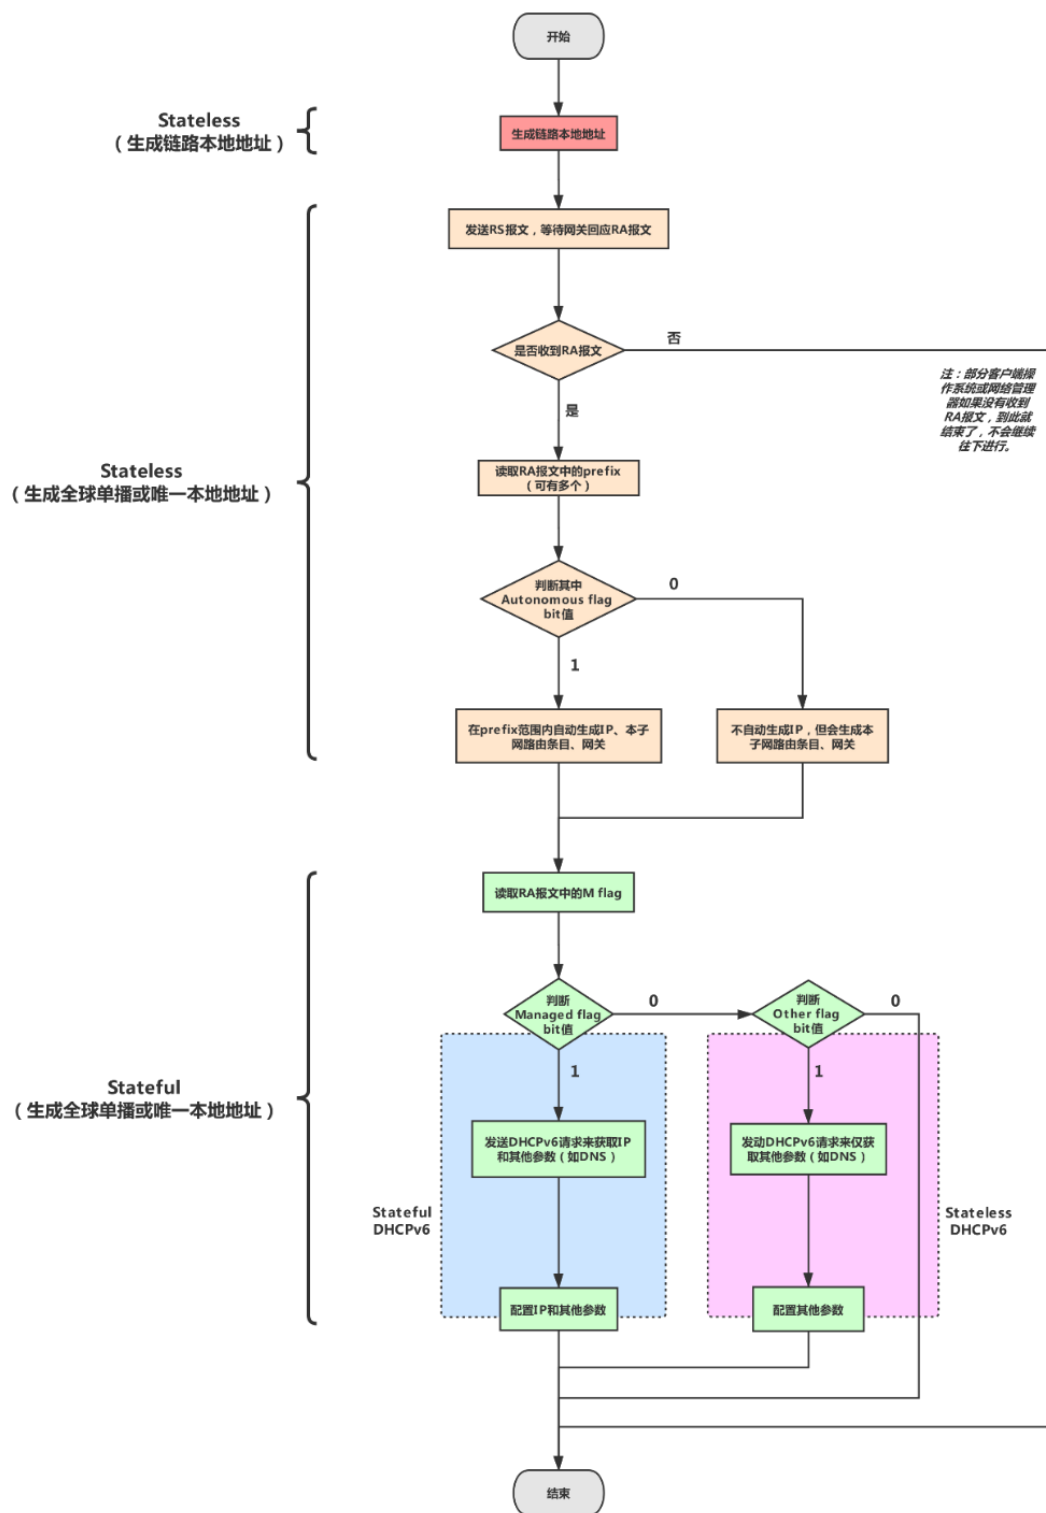 开始
Stateless
（生成链路本地地址）
生成链路本地地址
发送RS报文，等待网关回应RA报文
是否收到RA报文
否
注：部分客户端操
作系统或网络管理
器如果没有收到
RA报文，到此就
结束了，不会继续
往下进行。
是
Stateless
（生成全球单播或唯一本地地址）
读取RA报文中的prefix
（可有多个）
判断其中
Autonomous flag
bit值
0
1
在prefix范围内自动生成IP、本子
网路由条目、网关
不自动生成IP，但会生成本
子网路由条目、网关
读取RA报文中的M flag
判断
Managed flag
bit值
0
判断
Other flag
bit值
0
1
1
Stateful
（生成全球单播或唯一本地地址）
发送DHCPv6请求来获取IP
和其他参数（如DNS）
发动DHCPv6请求来仅获
取其他参数（如DNS）
Stateful
DHCPv6
Stateless
DHCPv6
配置IP和其他参数
配置其他参数
结束